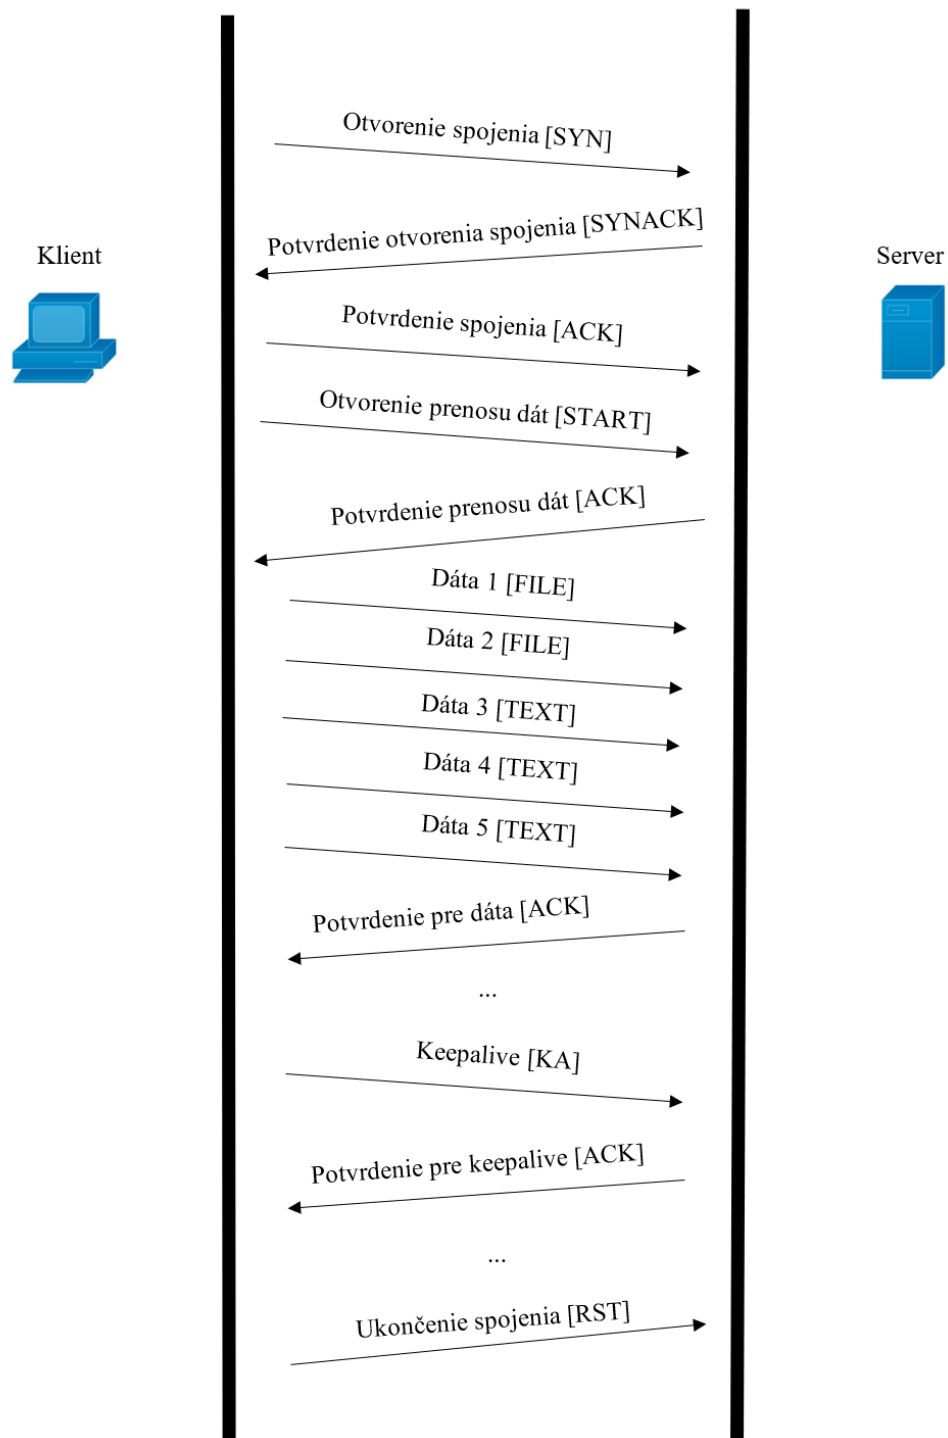 Otvorenie spojenia [SYN]
Potvrdenie otvorenia spojenia [SYNACK]
Klient
Server
Potvrdenie spojenia [ACK]
Otvorenie prenosu dát [START]
Potvrdenie prenosu dát [ACK]
Dáta 1 [FILE]
Dáta 2 [FILE]
Dáta 3 [TEXT]
Dáta 4 [TEXT]
Dáta 5 [TEXT]
Potvrdenie pre dáta [ACK]
...
Keepalive [KA]
Potvrdenie pre keepalive [ACK]
...
Ukončenie spojenia [RST]